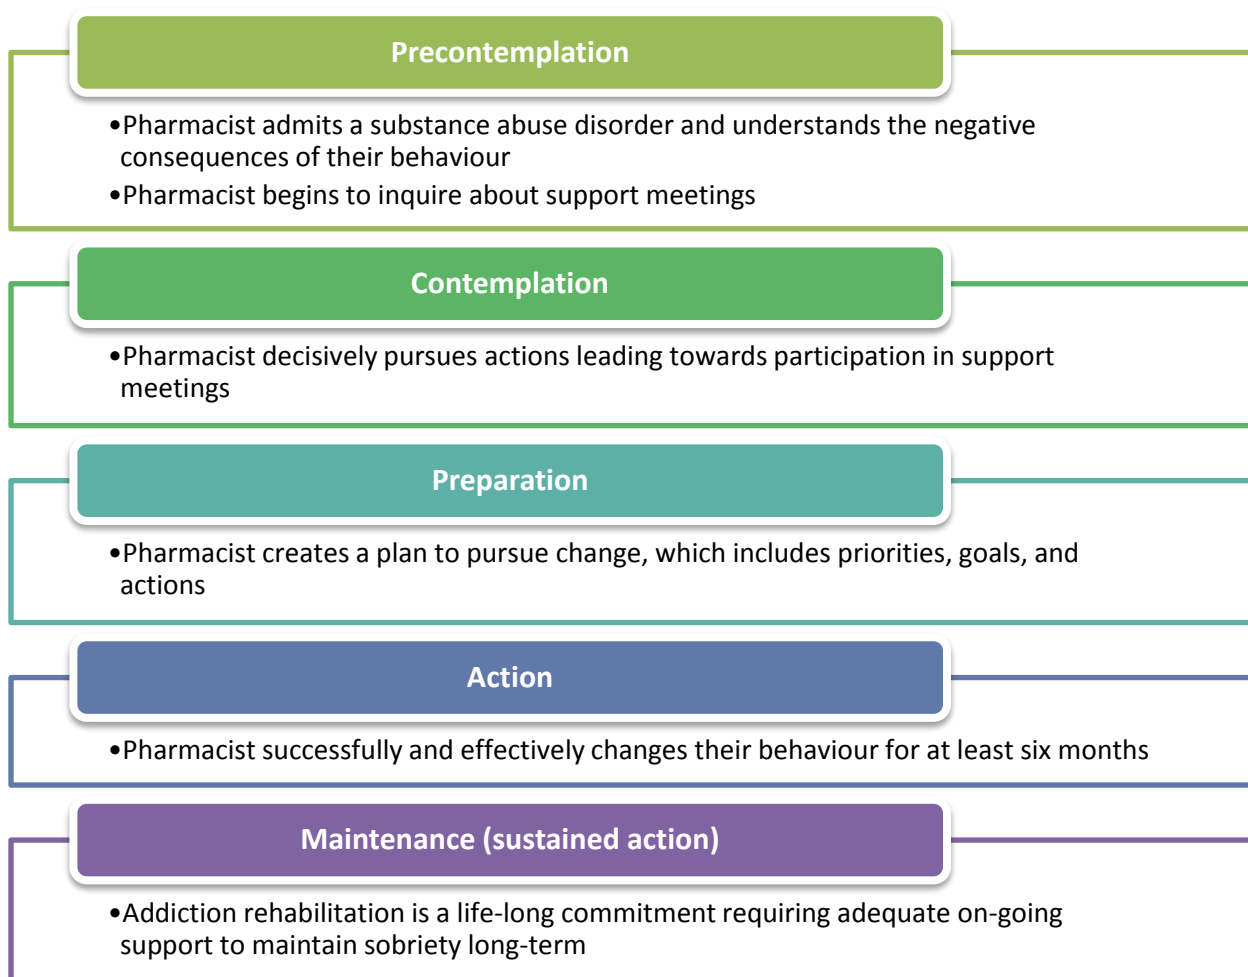 Precontemplation
•Pharmacist admits a substance abuse disorder and understands the negative
consequences of their behaviour
•Pharmacist begins to inquire about support meetings
Contemplation
•Pharmacist decisively pursues actions leading towards participation in support
meetings
Preparation
•Pharmacist creates a plan to pursue change, which includes priorities, goals, and
actions
Action
•Pharmacist successfully and effectively changes their behaviour for at least six months
Maintenance (sustained action)
•Addiction rehabilitation is a life-long commitment requiring adequate on-going
support to maintain sobriety long-term